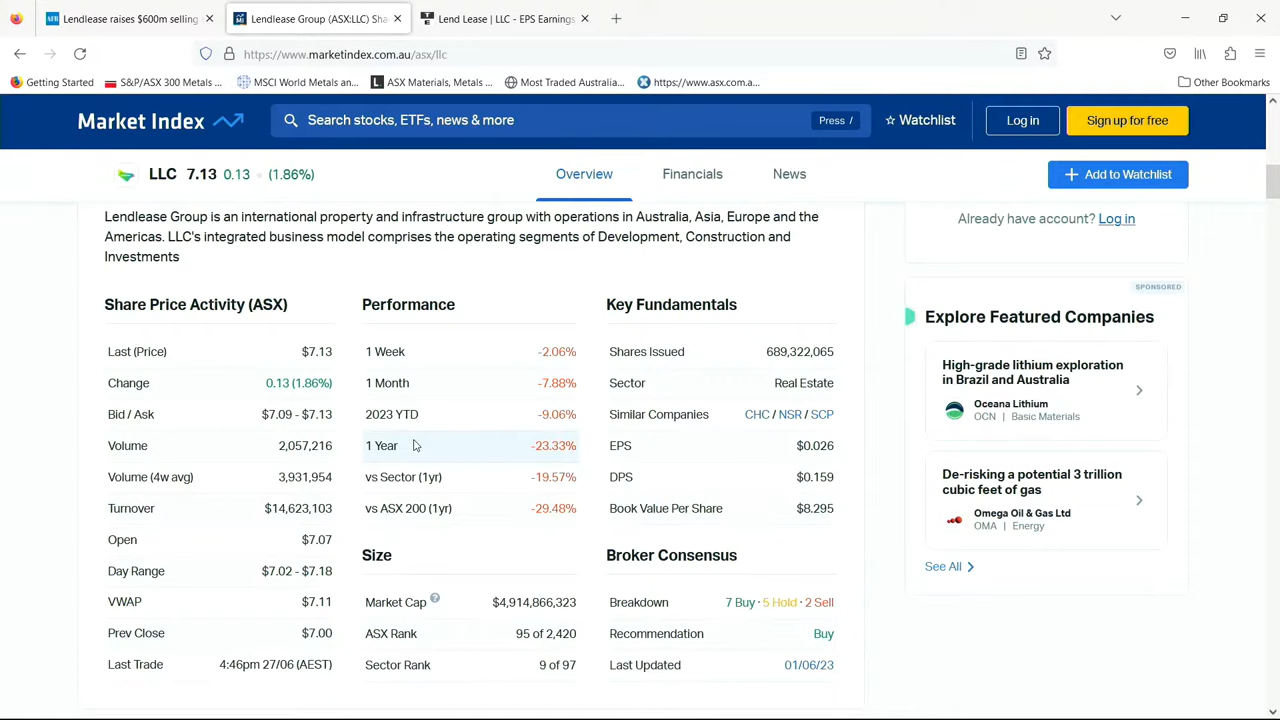 Lendlease raises $600m selling
Lendlease Group (ASX:LLC) Sha
Lend Lease | LLC - EPS Earnings
https://www.marketindex.com.au/asx/llc
Getting Started
S&P/ASX 300 Metals ...
MSCI World Metals an...
ASX Materials, Metals ...
Most Traded Australia...
https://www.asx.com.a...
Other Bookmarks
Market Index
Search stocks, ETFs, news & more
Press /
Watchlist
Log in
Sign up for free
LLC 7.13 0.13 (1.86%)
Overview
Financials
News
Add to Watchlist
Lendlease Group is an international property and infrastructure group with operations in Australia, Asia, Europe and the
Americas. LLC's integrated business model comprises the operating segments of Development, Construction and
Investments
Already have account? Log in
Share Price Activity (ASX)
Last (Price) $7.13
Change 0.13 (1.86%)
Bid / Ask $7.09 - $7.13
Volume 2,057,216
Volume (4w avg) 3,931,954
Turnover $14,623,103
Open $7.07
Day Range $7.02 - $7.18
VWAP $7.11
Prev Close $7.00
Last Trade 4:46pm 27/06 (AEST)
Performance
1 Week -2.06%
1 Month -7.88%
2023 YTD -9.06%
1 Year -23.33%
vs Sector (1yr) -19.57%
vs ASX 200 (1yr) -29.48%
Size
Market Cap ? $4,914,866,323
ASX Rank 95 of 2,420
Sector Rank 9 of 97
Key Fundamentals
Shares Issued 689,322,065
Sector Real Estate
Similar Companies CHC / NSR / SCP
EPS $0.026
DPS $0.159
Book Value Per Share $8.295
Broker Consensus
Breakdown 7 Buy · 5 Hold · 2 Sell
Recommendation Buy
Last Updated 01/06/23
SPONSORED
Explore Featured Companies
High-grade lithium exploration
in Brazil and Australia
Oceana Lithium
OCN | Basic Materials
De-risking a potential 3 trillion
cubic feet of gas
Omega Oil & Gas Ltd
OMA | Energy
See All